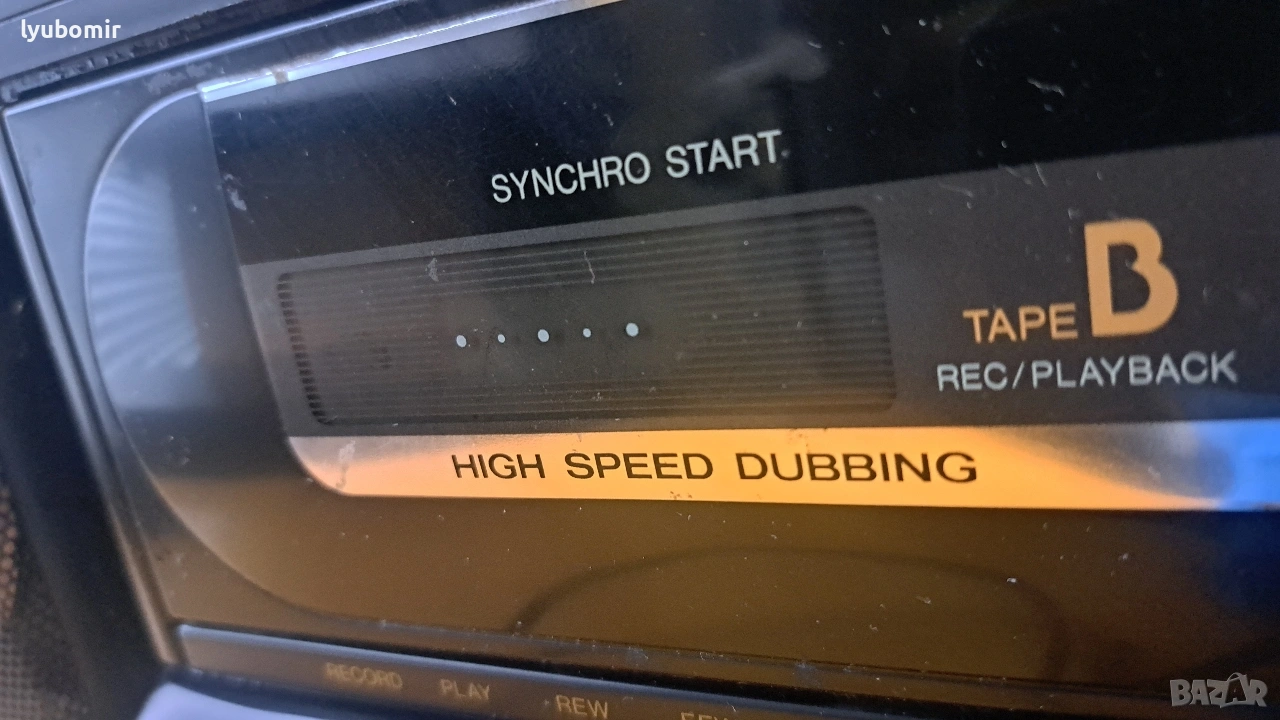 lyubomir
SYNCHRO START
TAPE B
REC/PLAYBACK
HIGH SPEED DUBBING
RECORD PLAY REW
BAZAR